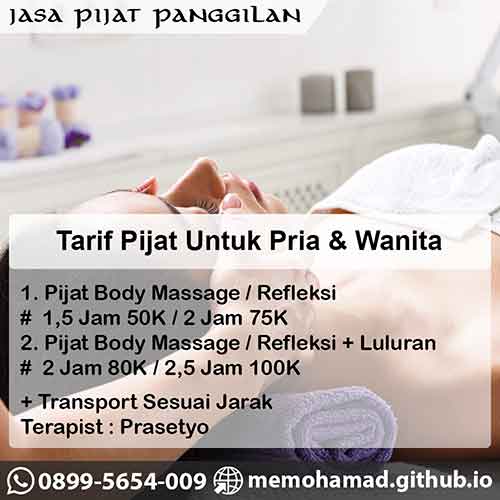 Jasa Pijat Panggilan
Tarif Pijat Untuk Pria & Wanita
1. Pijat Body Massage / Refleksi
# 1,5 Jam 50K / 2 Jam 75K
2. Pijat Body Massage / Refleksi + Luluran
# 2 Jam 80K / 2,5 Jam 100K
+ Transport Sesuai Jarak
Terapist : Prasetyo
0899-5654-009 memohamad.github.io